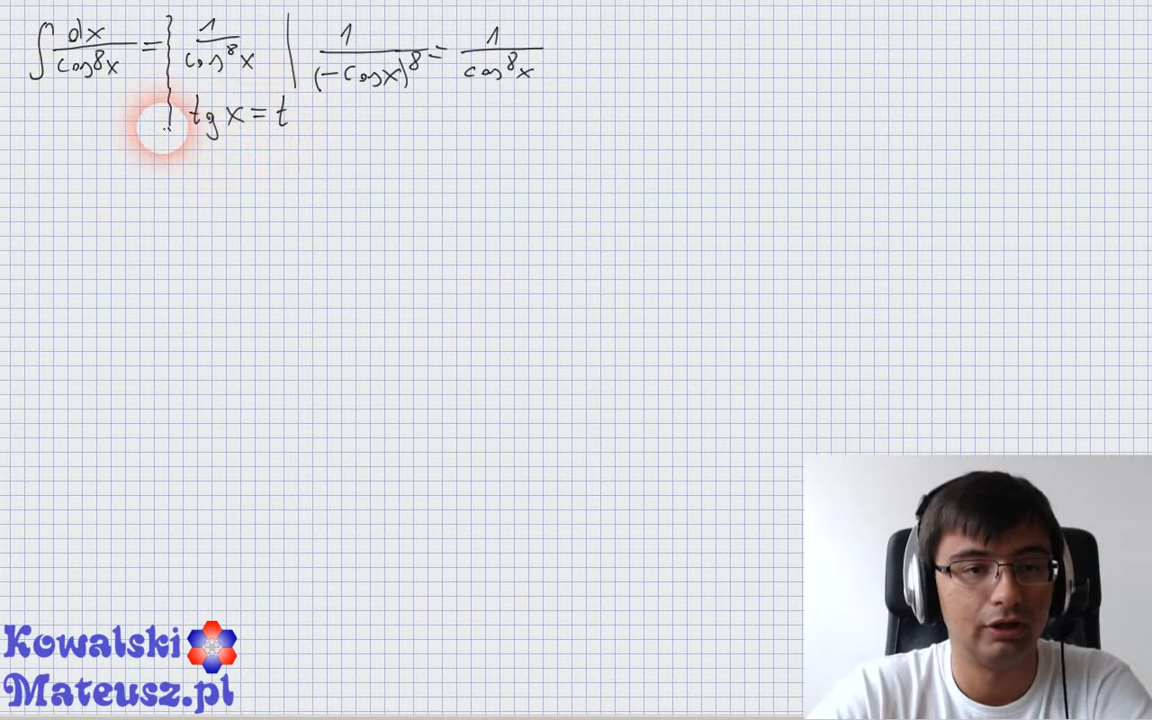 ∫ dx/cos⁸x = { 1/cos⁸x | 1/(-cosx)⁸ = 1/cos⁸x
tg x = t
Kowalski
Mateusz.pl